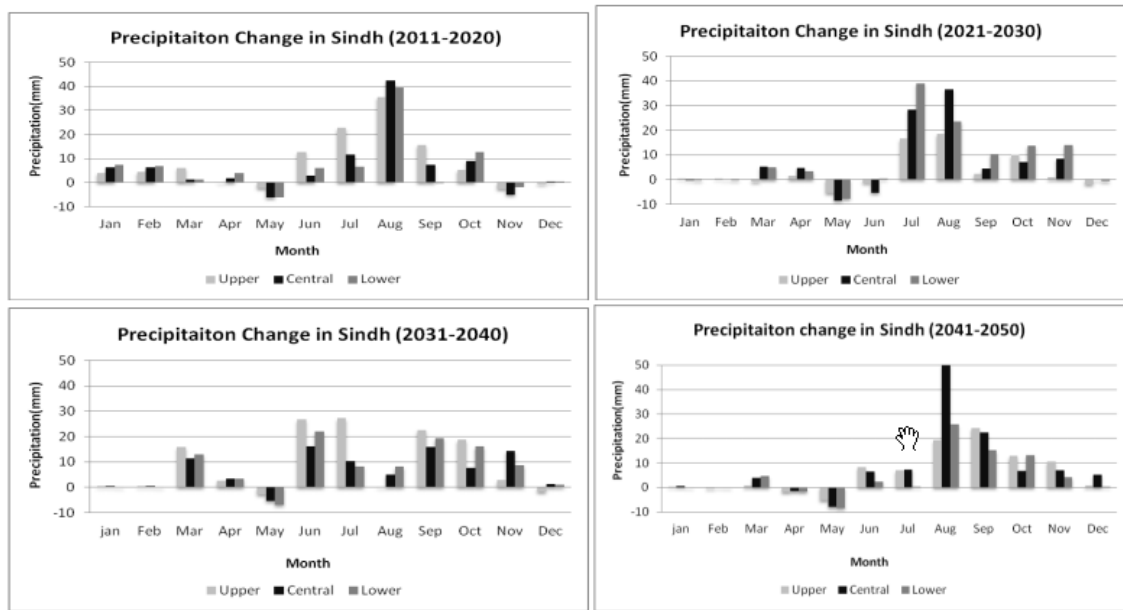 Precipitaiton Change in Sindh (2011-2020)
Precipitation(mm)
50
40
30
20
10
0
-10
Jan Feb Mar Apr May Jun Jul Aug Sep Oct Nov Dec
Month
Upper Central Lower
Precipitaiton Change in Sindh (2021-2030)
Precipitation(mm)
50
40
30
20
10
0
-10
Jan Feb Mar Apr May Jun Jul Aug Sep Oct Nov Dec
Month
Upper Central Lower
Precipitaiton Change in Sindh (2031-2040)
Precipitation(mm)
50
40
30
20
10
0
-10
jan Feb Mar Apr May Jun Jul Aug Sep Oct Nov Dec
Month
Upper Central Lower
Precipitaiton change in Sindh (2041-2050)
Precipitation(mm)
50
40
30
20
10
0
-10
jan Feb Mar Apr May Jun Jul Aug Sep Oct Nov Dec
Month
Upper Central Lower